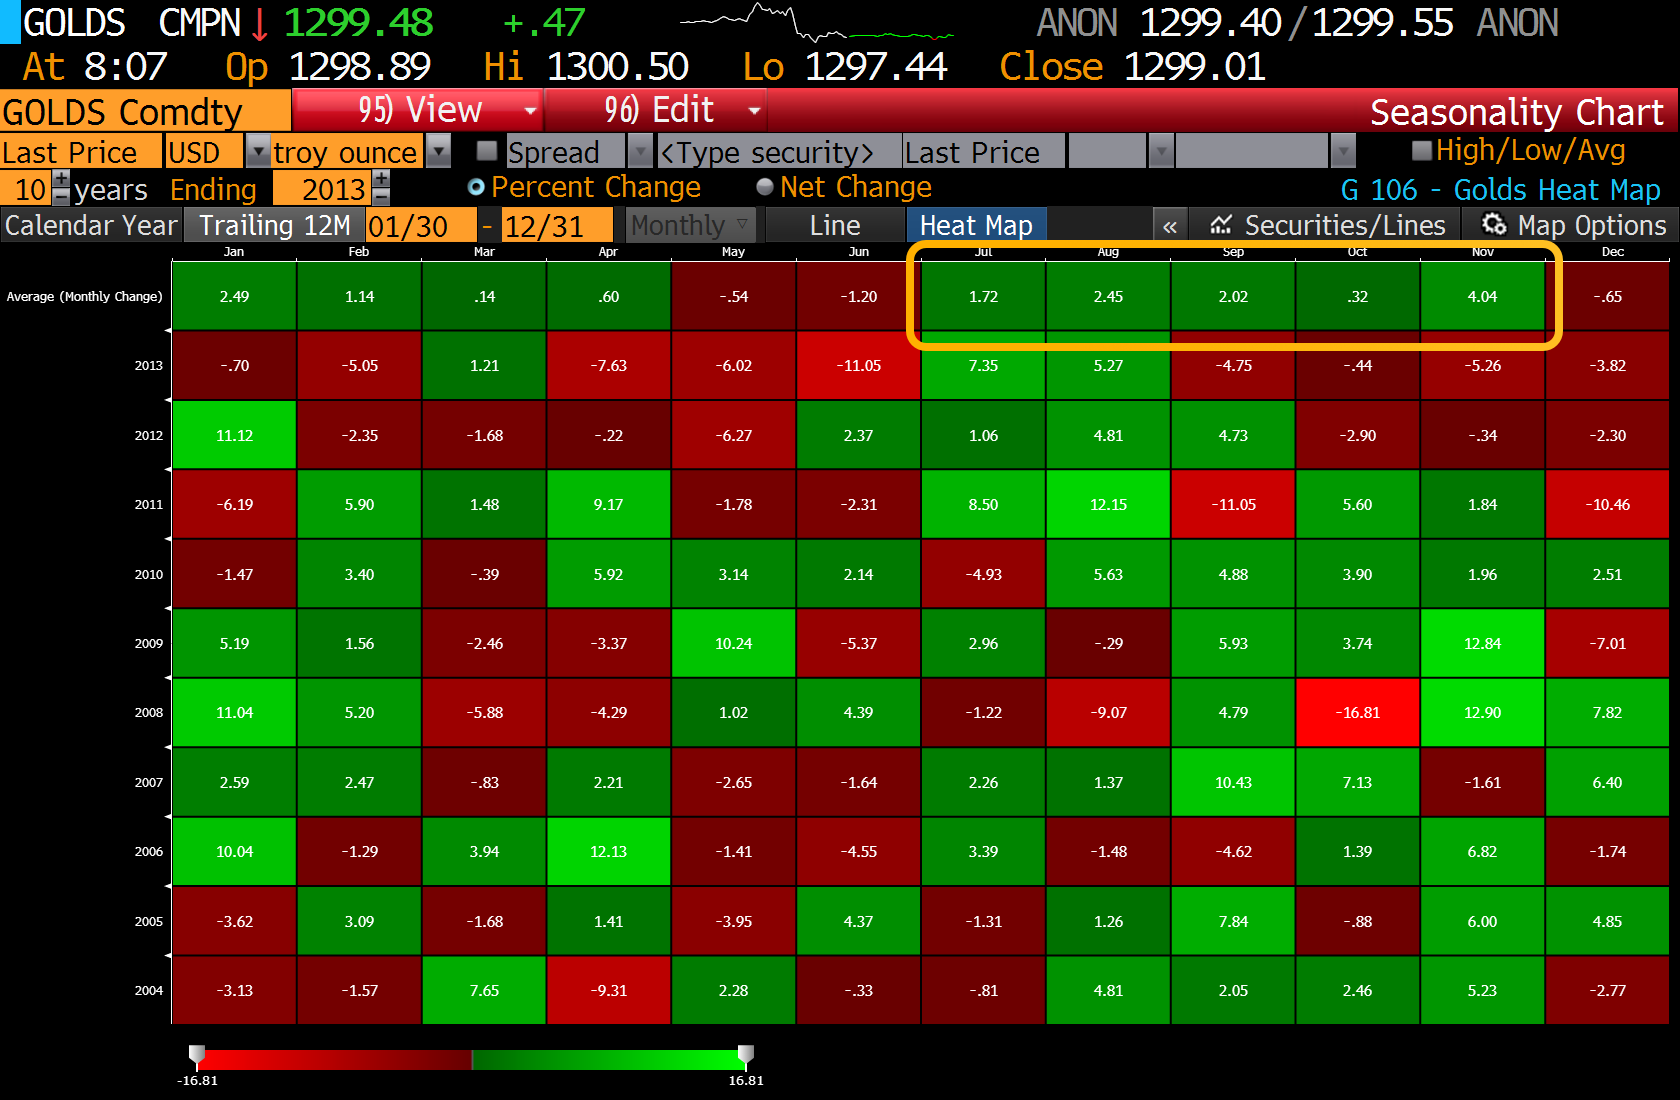 GOLDS CMPN ↓ 1299.48 +.47 ANON 1299.40/1299.55 ANON
At 8:07 Op 1298.89 Hi 1300.50 Lo 1297.44 Close 1299.01
GOLDS Comdty 95) View 96) Edit Seasonality Chart
Last Price USD troy ounce Spread <Type security> Last Price High/Low/Avg
10 years Ending 2013 Percent Change Net Change G 106 - Golds Heat Map
Calendar Year Trailing 12M 01/30 - 12/31 Monthly Line Heat Map « Securities/Lines Map Options
Jan Feb Mar Apr May Jun Jul Aug Sep Oct Nov Dec
Average (Monthly Change) 2.49 1.14 .14 .60 -.54 -1.20 1.72 2.45 2.02 .32 4.04 -.65
2013 -.70 -5.05 1.21 -7.63 -6.02 -11.05 7.35 5.27 -4.75 -.44 -5.26 -3.82
2012 11.12 -2.35 -1.68 -.22 -6.27 2.37 1.06 4.81 4.73 -2.90 -.34 -2.30
2011 -6.19 5.90 1.48 9.17 -1.78 -2.31 8.50 12.15 -11.05 5.60 1.84 -10.46
2010 -1.47 3.40 -.39 5.92 3.14 2.14 -4.93 5.63 4.88 3.90 1.96 2.51
2009 5.19 1.56 -2.46 -3.37 10.24 -5.37 2.96 -.29 5.93 3.74 12.84 -7.01
2008 11.04 5.20 -5.88 -4.29 1.02 4.39 -1.22 -9.07 4.79 -16.81 12.90 7.82
2007 2.59 2.47 -.83 2.21 -2.65 -1.64 2.26 1.37 10.43 7.13 -1.61 6.40
2006 10.04 -1.29 3.94 12.13 -1.41 -4.55 3.39 -1.48 -4.62 1.39 6.82 -1.74
2005 -3.62 3.09 -1.68 1.41 -3.95 4.37 -1.31 1.26 7.84 -.88 6.00 4.85
2004 -3.13 -1.57 7.65 -9.31 2.28 -.33 -.81 4.81 2.05 2.46 5.23 -2.77
-16.81 16.81